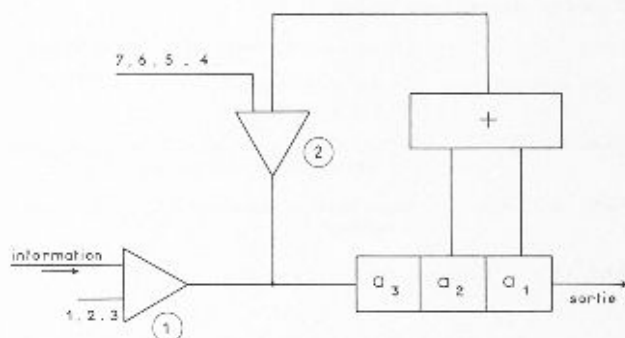 7,6,5 . 4
+
2
information
a3 a2 a1
sortie
1,2.3
1